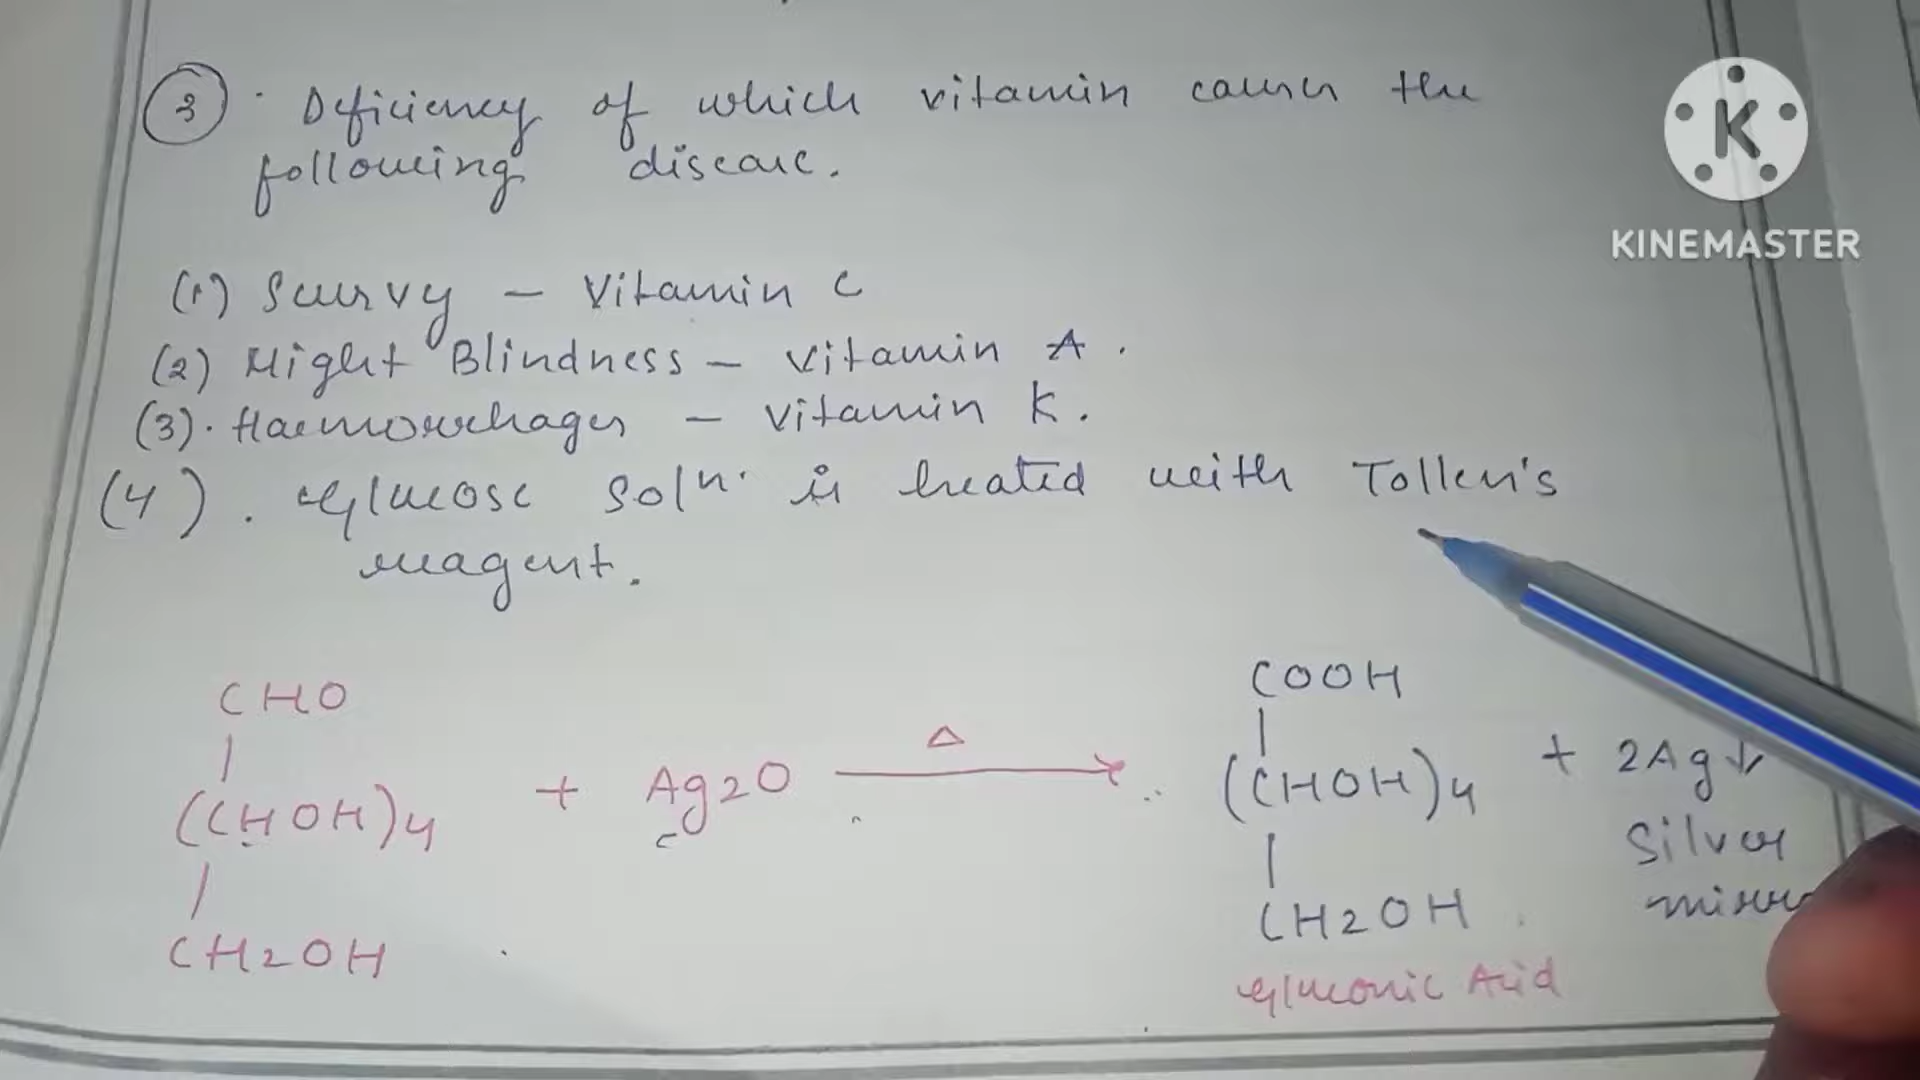 (3). Deficiency of which vitamin causes the
following disease.
(1) Scurvy - Vitamin C
(2) Night Blindness - Vitamin A.
(3). Haemorrhages - Vitamin K.
(4). Glucose soln. is treated with Tollen's
reagent.
CHO
|
(CHOH)4 + Ag2O Δ→ (CHOH)4 + 2Ag↓
|
CH2OH
COOH
|
|
CH2OH
Silver
Gluconic Acid
K
KINEMASTER